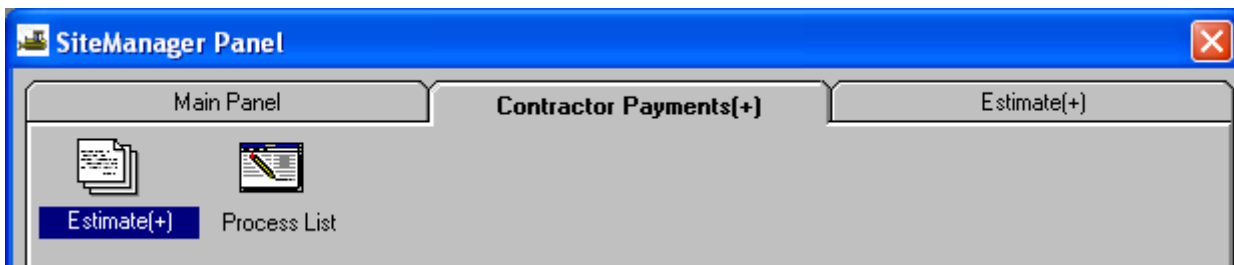 SiteManager Panel
Main Panel
Contractor Payments(+)
Estimate(+)
Estimate(+)
Process List